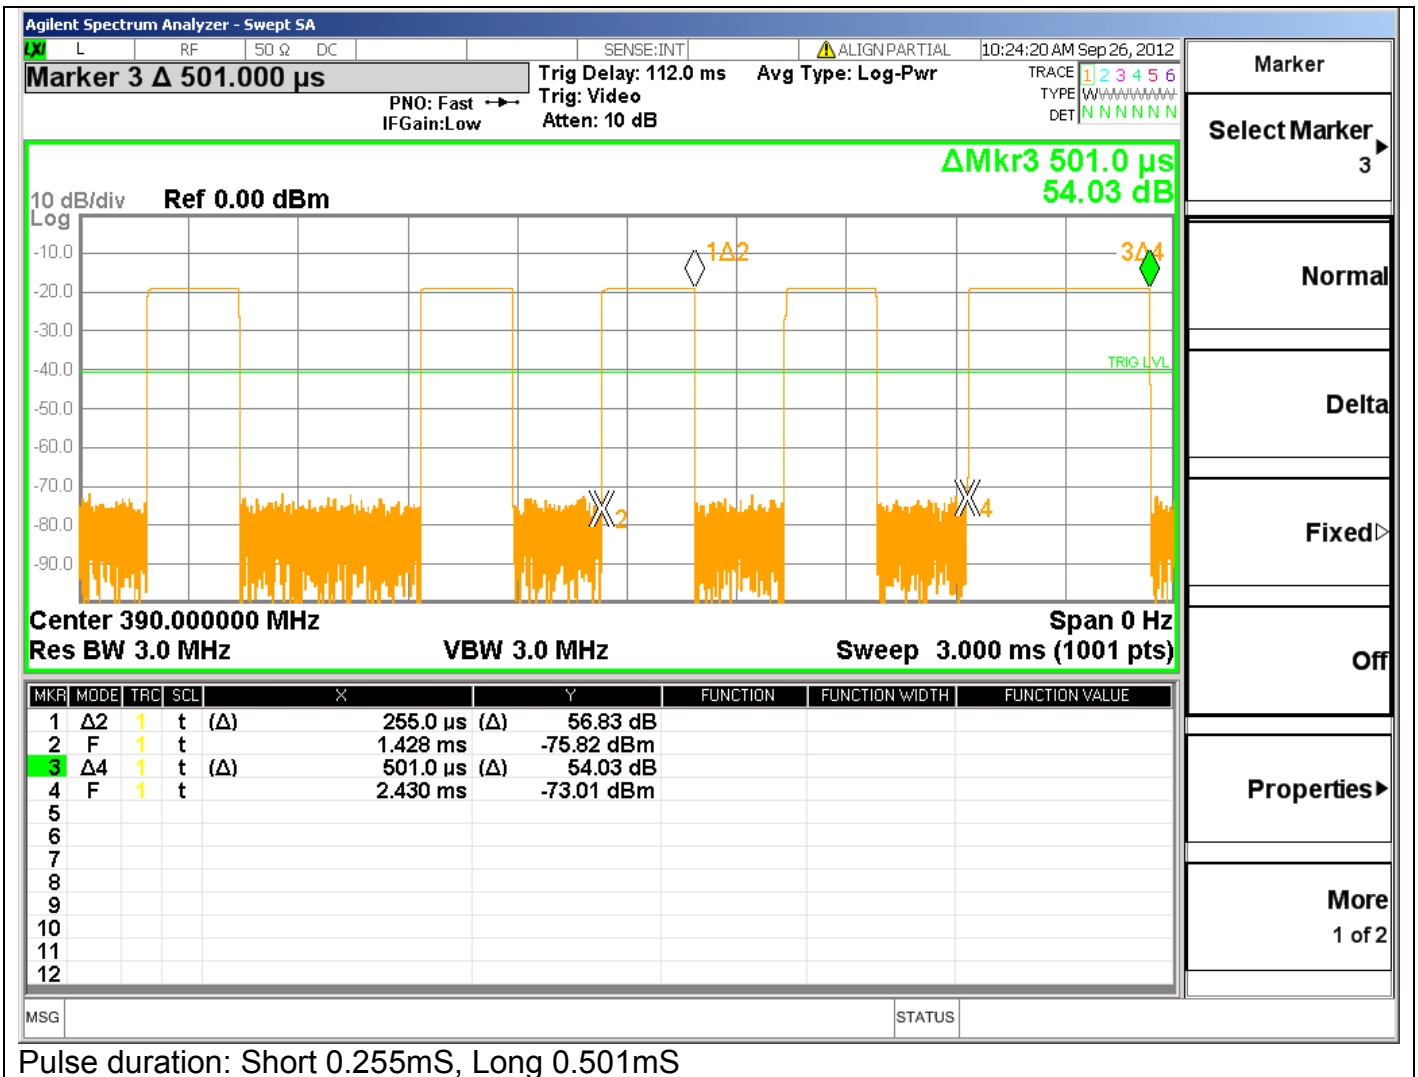 Agilent Spectrum Analyzer - Swept SA
LXI L RF 50 Ω DC SENSE:INT ALIGN PARTIAL 10:24:20 AM Sep 26, 2012
Marker 3 Δ 501.000 µs
PNO: Fast
IFGain:Low
Trig Delay: 112.0 ms
Trig: Video
Atten: 10 dB
Avg Type: Log-Pwr
TRACE 1 2 3 4 5 6
TYPE WWWWWW
DET N N N N N N
ΔMkr3 501.0 µs
54.03 dB
10 dB/div Ref 0.00 dBm
Log
-10.0
-20.0
-30.0
-40.0
-50.0
-60.0
-70.0
-80.0
-90.0
1Δ2
3Δ4
TRIG LVL
2
4
Center 390.000000 MHz Span 0 Hz
Res BW 3.0 MHz VBW 3.0 MHz Sweep 3.000 ms (1001 pts)
MKR MODE TRC SCL X Y FUNCTION FUNCTION WIDTH FUNCTION VALUE
1 Δ2 1 t (Δ) 255.0 µs (Δ) 56.83 dB
2 F 1 t 1.428 ms -75.82 dBm
3 Δ4 1 t (Δ) 501.0 µs (Δ) 54.03 dB
4 F 1 t 2.430 ms -73.01 dBm
5
6
7
8
9
10
11
12
MSG STATUS
Marker
Select Marker
3
Normal
Delta
Fixed
Off
Properties
More
1 of 2
Pulse duration: Short 0.255mS, Long 0.501mS